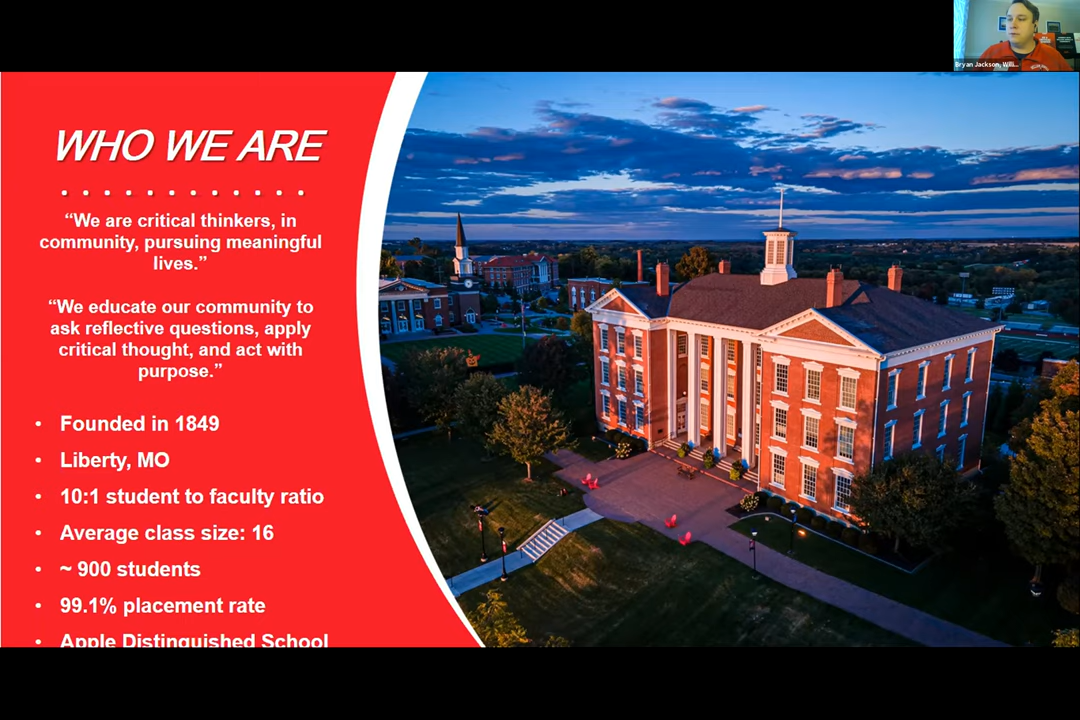 Bryan Jackson, Willi...
WHO WE ARE
“We are critical thinkers, in
community, pursuing meaningful
lives.”
“We educate our community to
ask reflective questions, apply
critical thought, and act with
purpose.”
• Founded in 1849
• Liberty, MO
• 10:1 student to faculty ratio
• Average class size: 16
• ~ 900 students
• 99.1% placement rate
• Apple Distinguished School